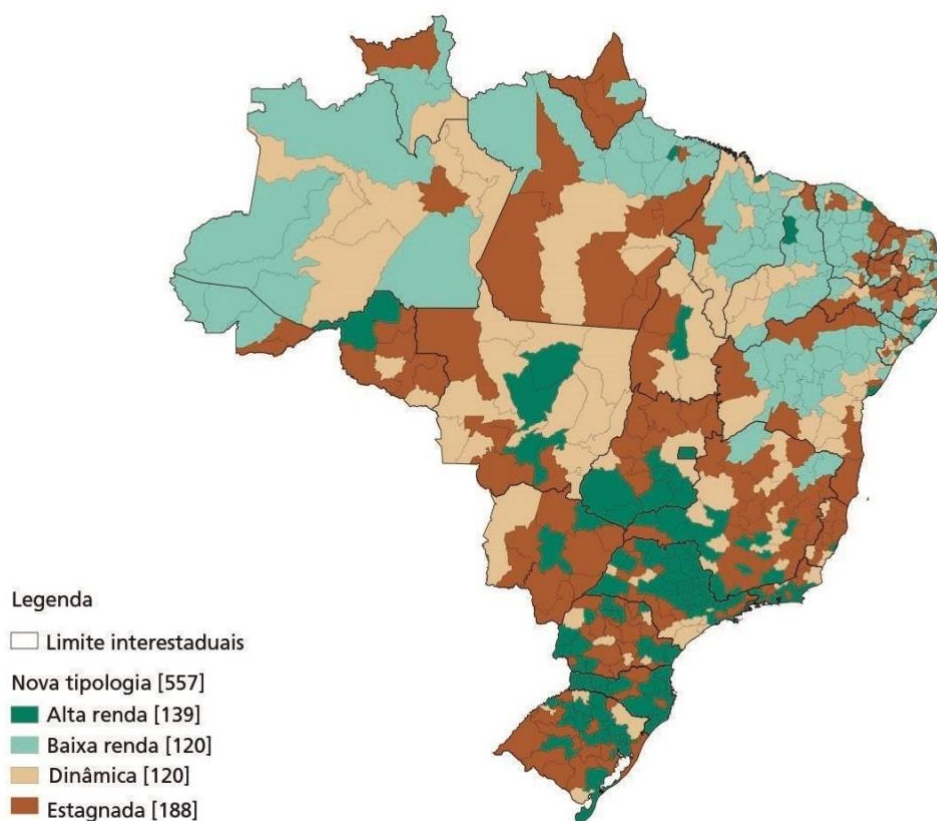 Legenda
Limite interestaduais
Nova tipologia [557]
Alta renda [139]
Baixa renda [120]
Dinâmica [120]
Estagnada [188]